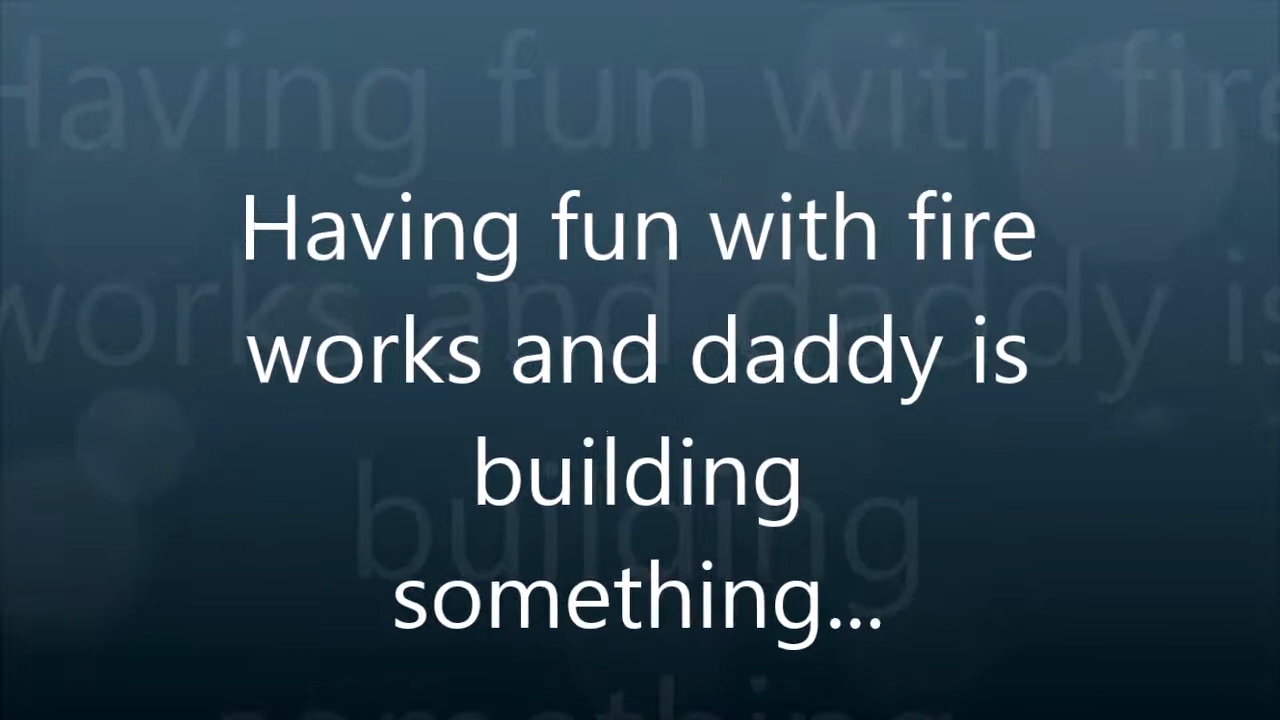 Having fun with fire
works and daddy is
building
something...